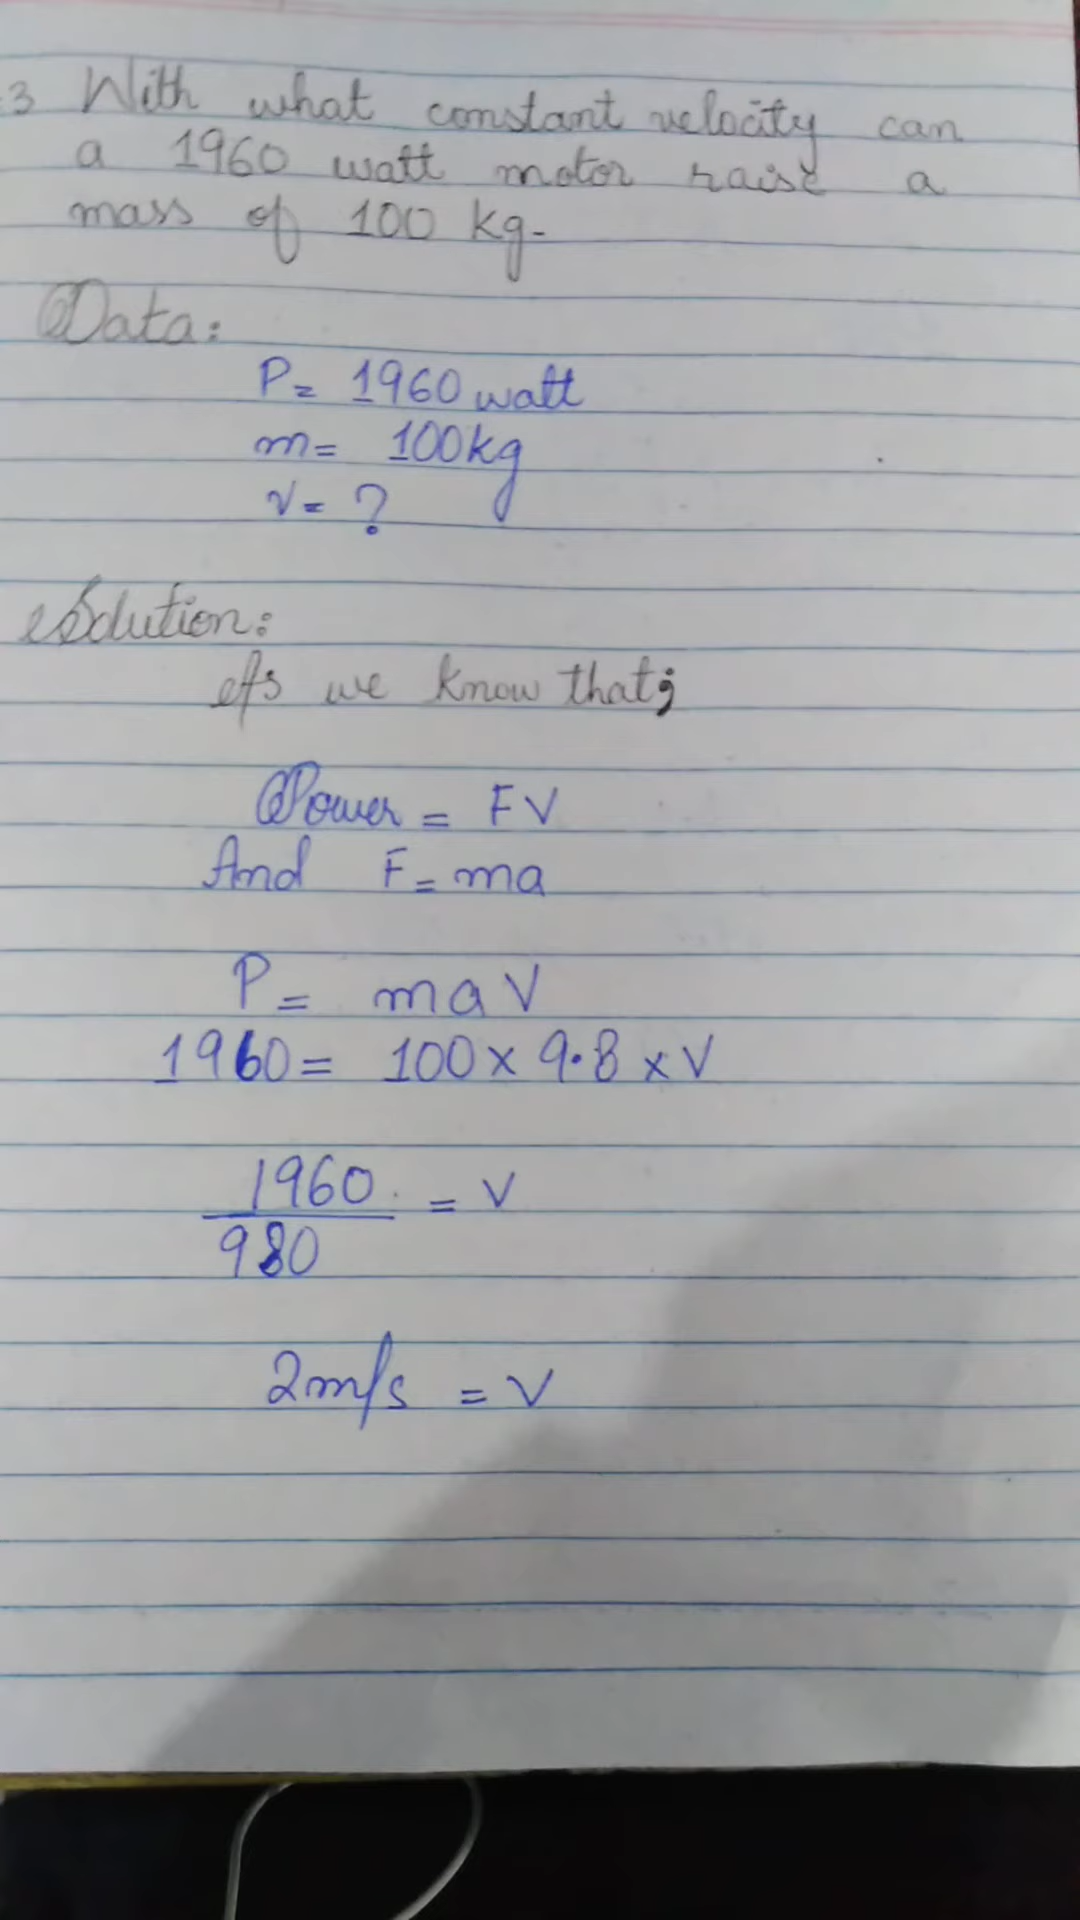 3 With what constant velocity can
a 1960 watt motor raise a
mass of 100 kg.
Data:
P= 1960 watt
m= 100kg
v= ?
Solution:
As we know that;
Power = FV
And F= ma
P= maV
1960= 100 x 9.8 x V
1960 = V
980
2m/s = V